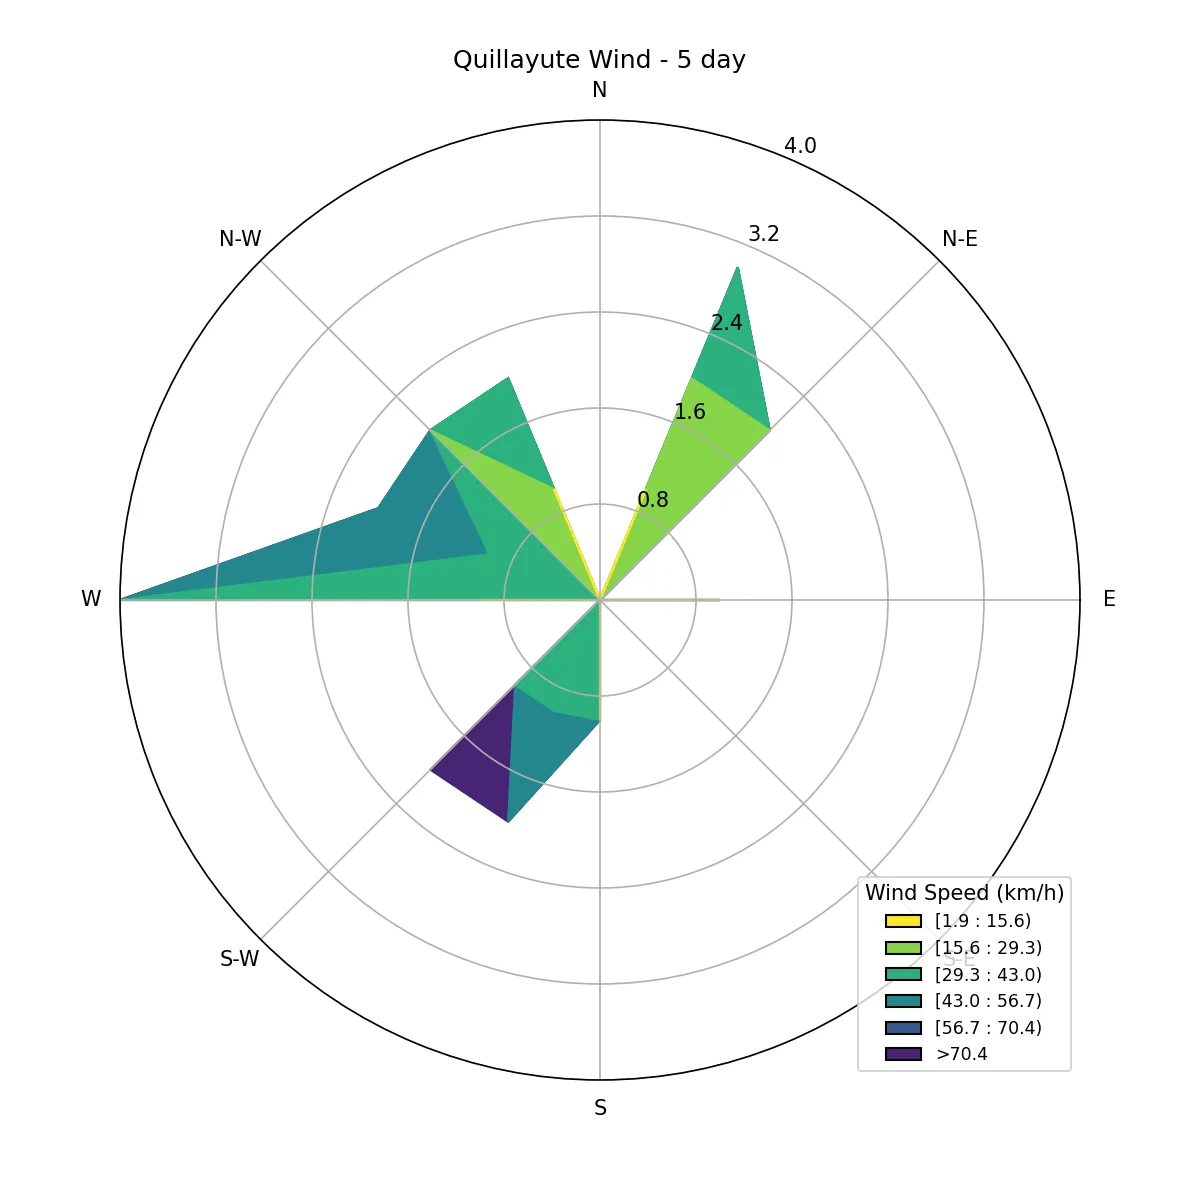 Quillayute Wind - 5 day
N
4.0
N-W
N-E
3.2
2.4
1.6
0.8
W
E
Wind Speed (km/h)
[1.9 : 15.6)
[15.6 : 29.3)
S-W
S-E
[29.3 : 43.0)
[43.0 : 56.7)
[56.7 : 70.4)
>70.4
S